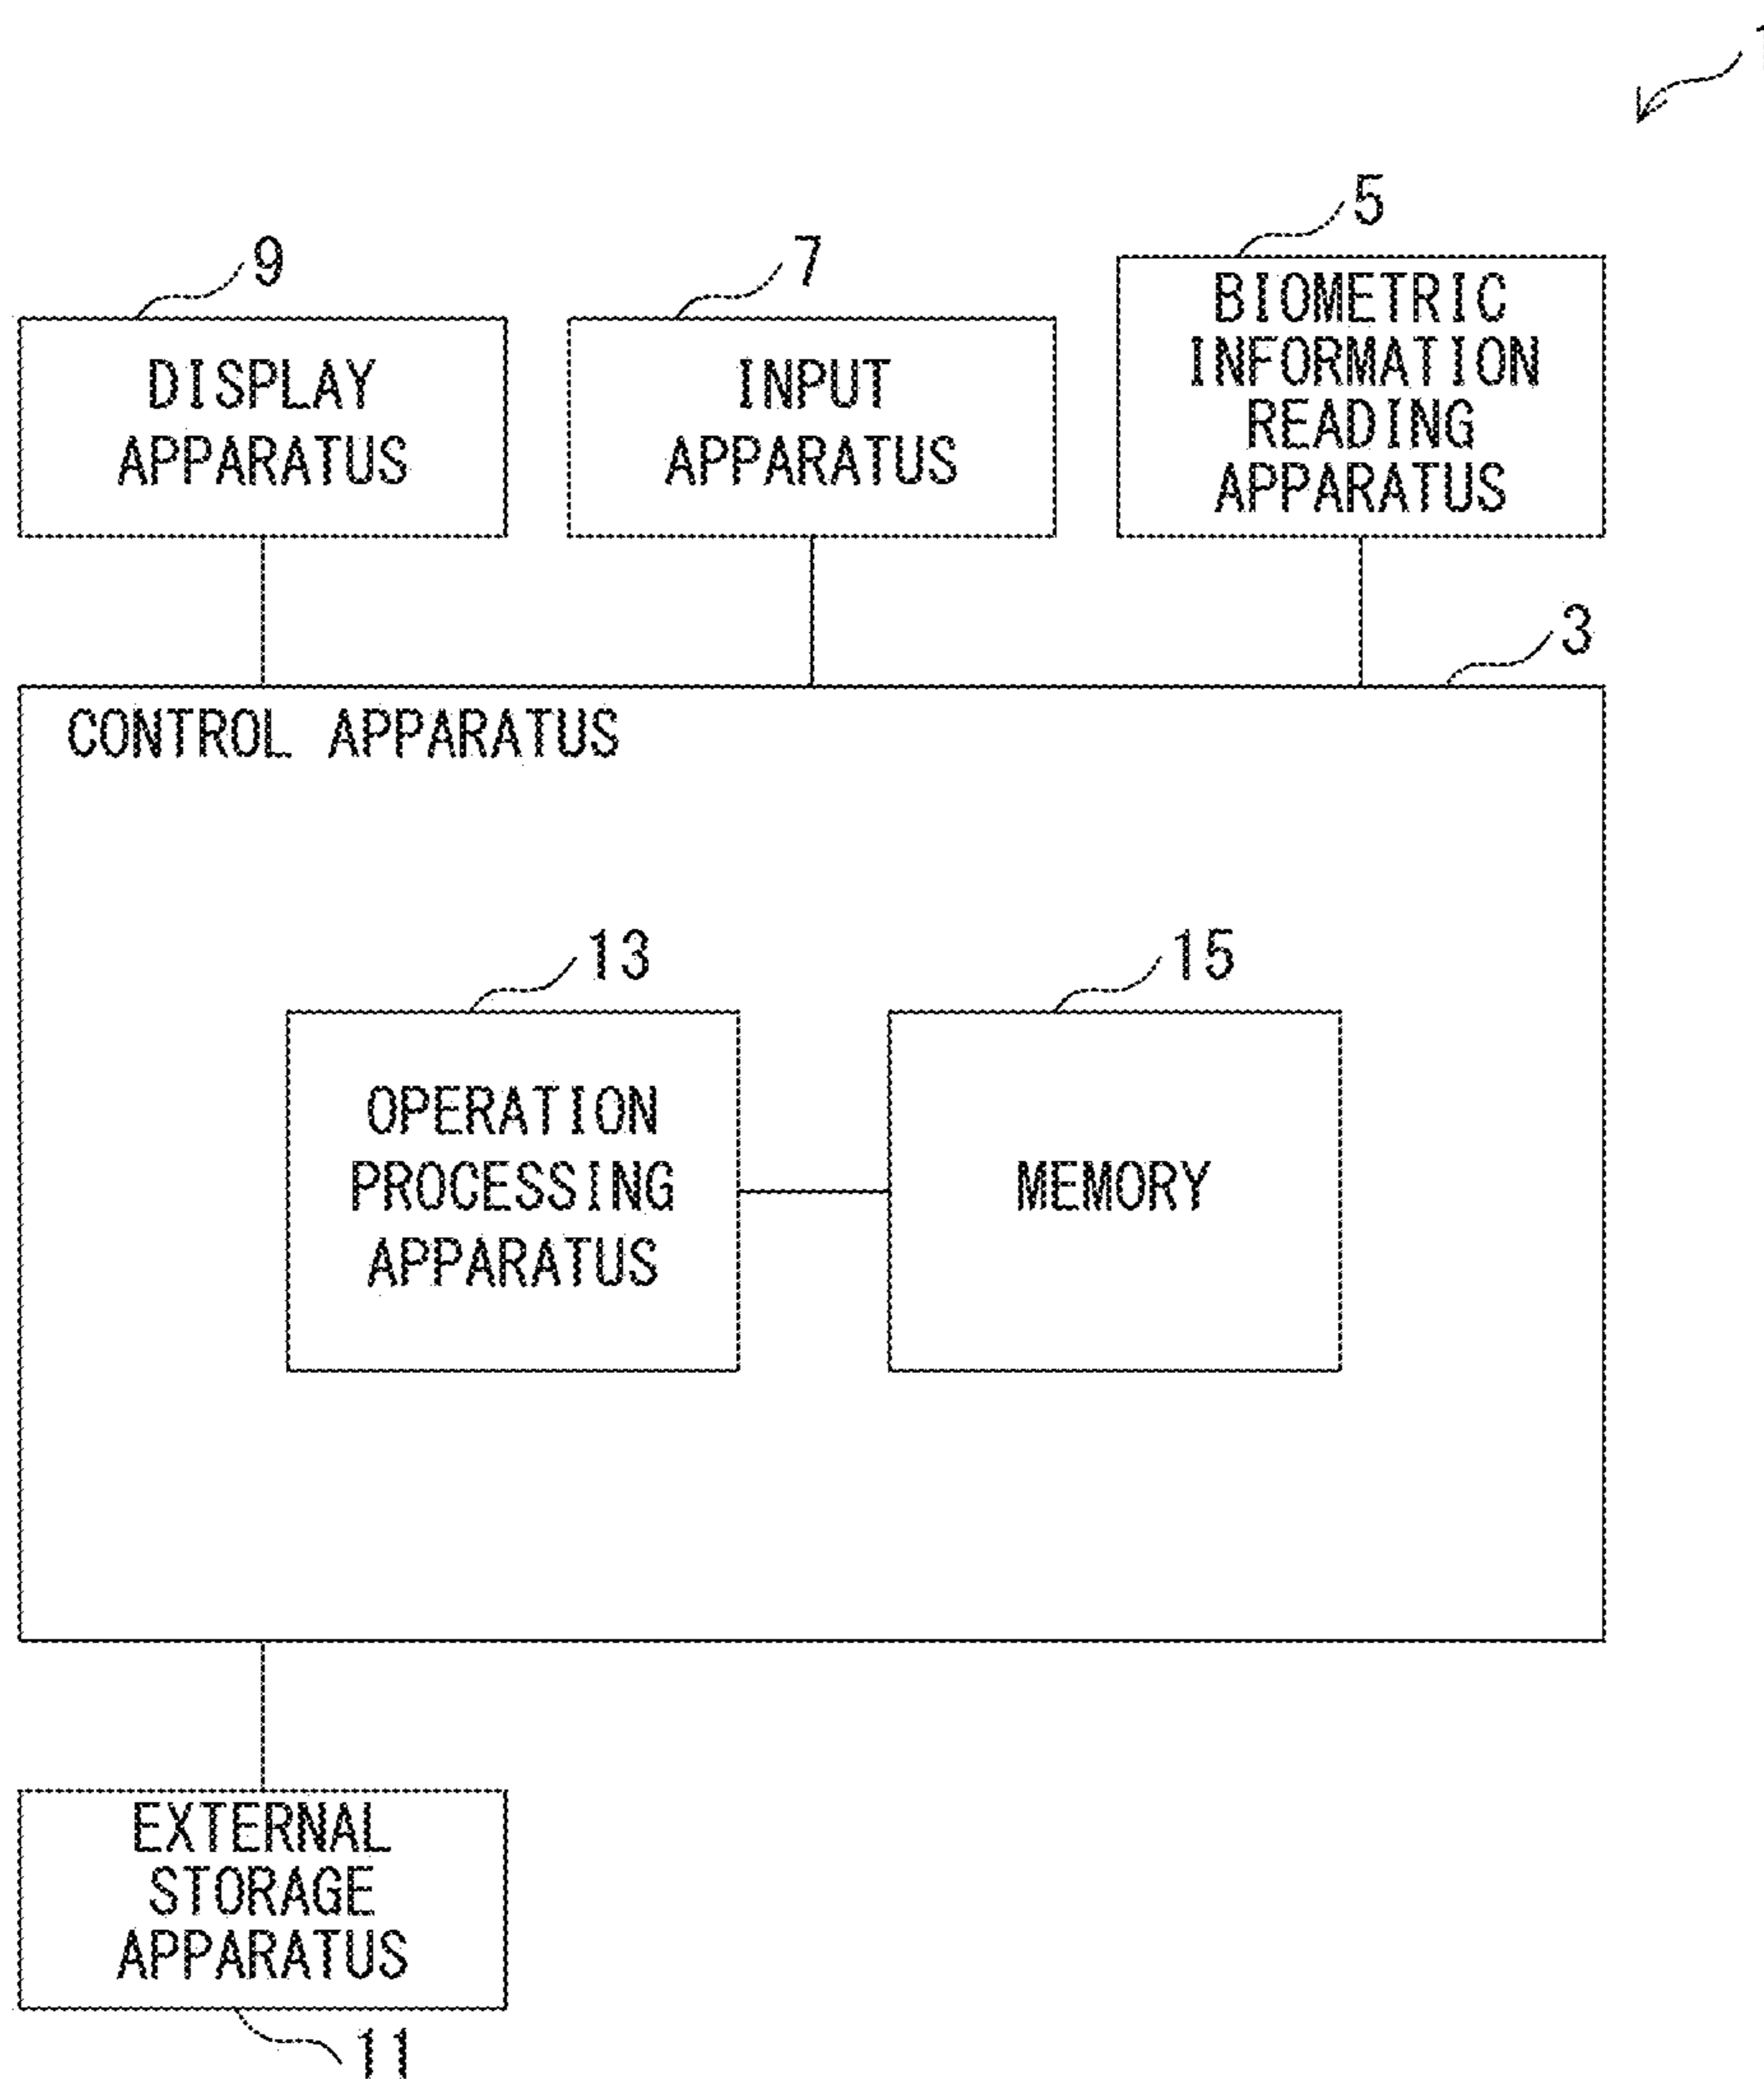 1
5
9
7
BIOMETRIC
INFORMATION
READING
APPARATUS
DISPLAY
APPARATUS
INPUT
APPARATUS
3
CONTROL APPARATUS
13
15
OPERATION
PROCESSING
APPARATUS
MEMORY
EXTERNAL
STORAGE
APPARATUS
11